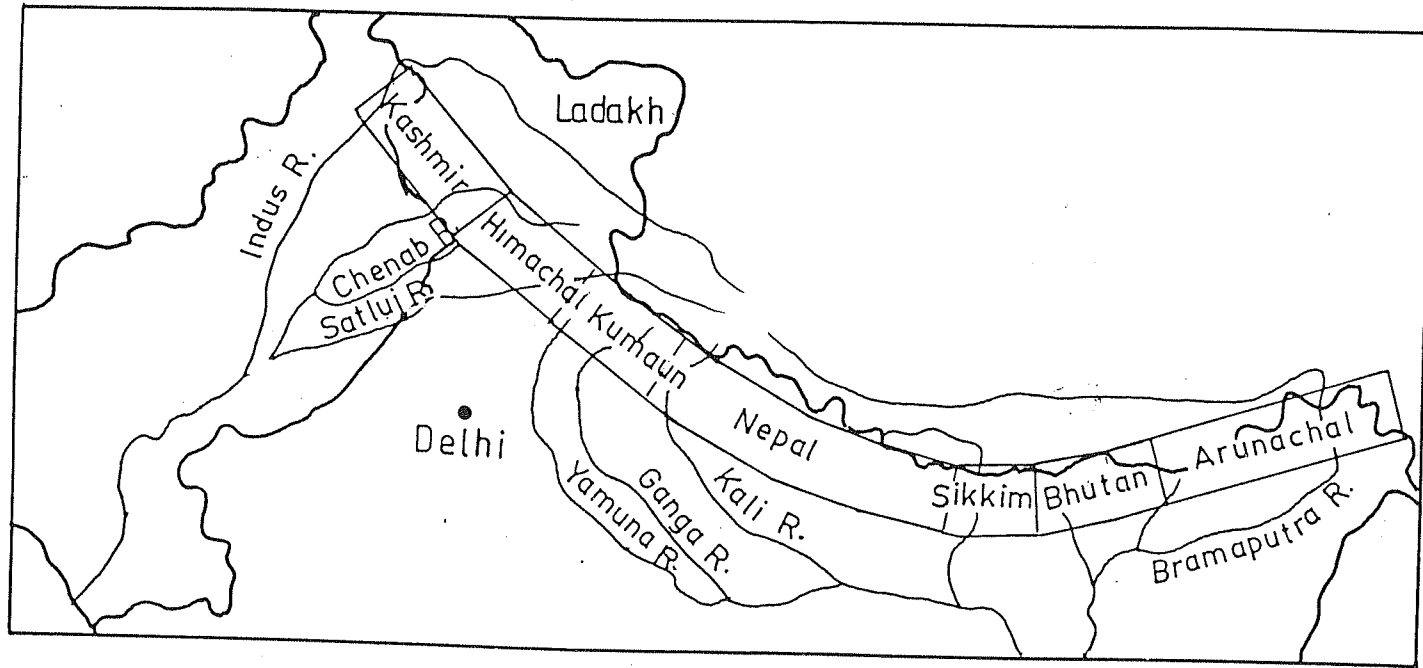 Ladakh
Kashmir
Indus R.
Chenab R.
Satluj R.
Himachal
Kumaun
Delhi
Nepal
Sikkim
Bhutan
Arunachal
Yamuna R.
Ganga R.
Kali R.
Bramaputra R.